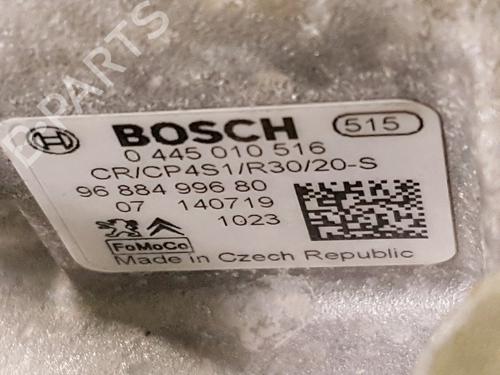 B-PARTS
BOSCH 515
0 445 010 516
CR/CP4S1/R30/20-S
96 884 996 80
07 140719
1023
FoMoCo
Made in Czech Republic